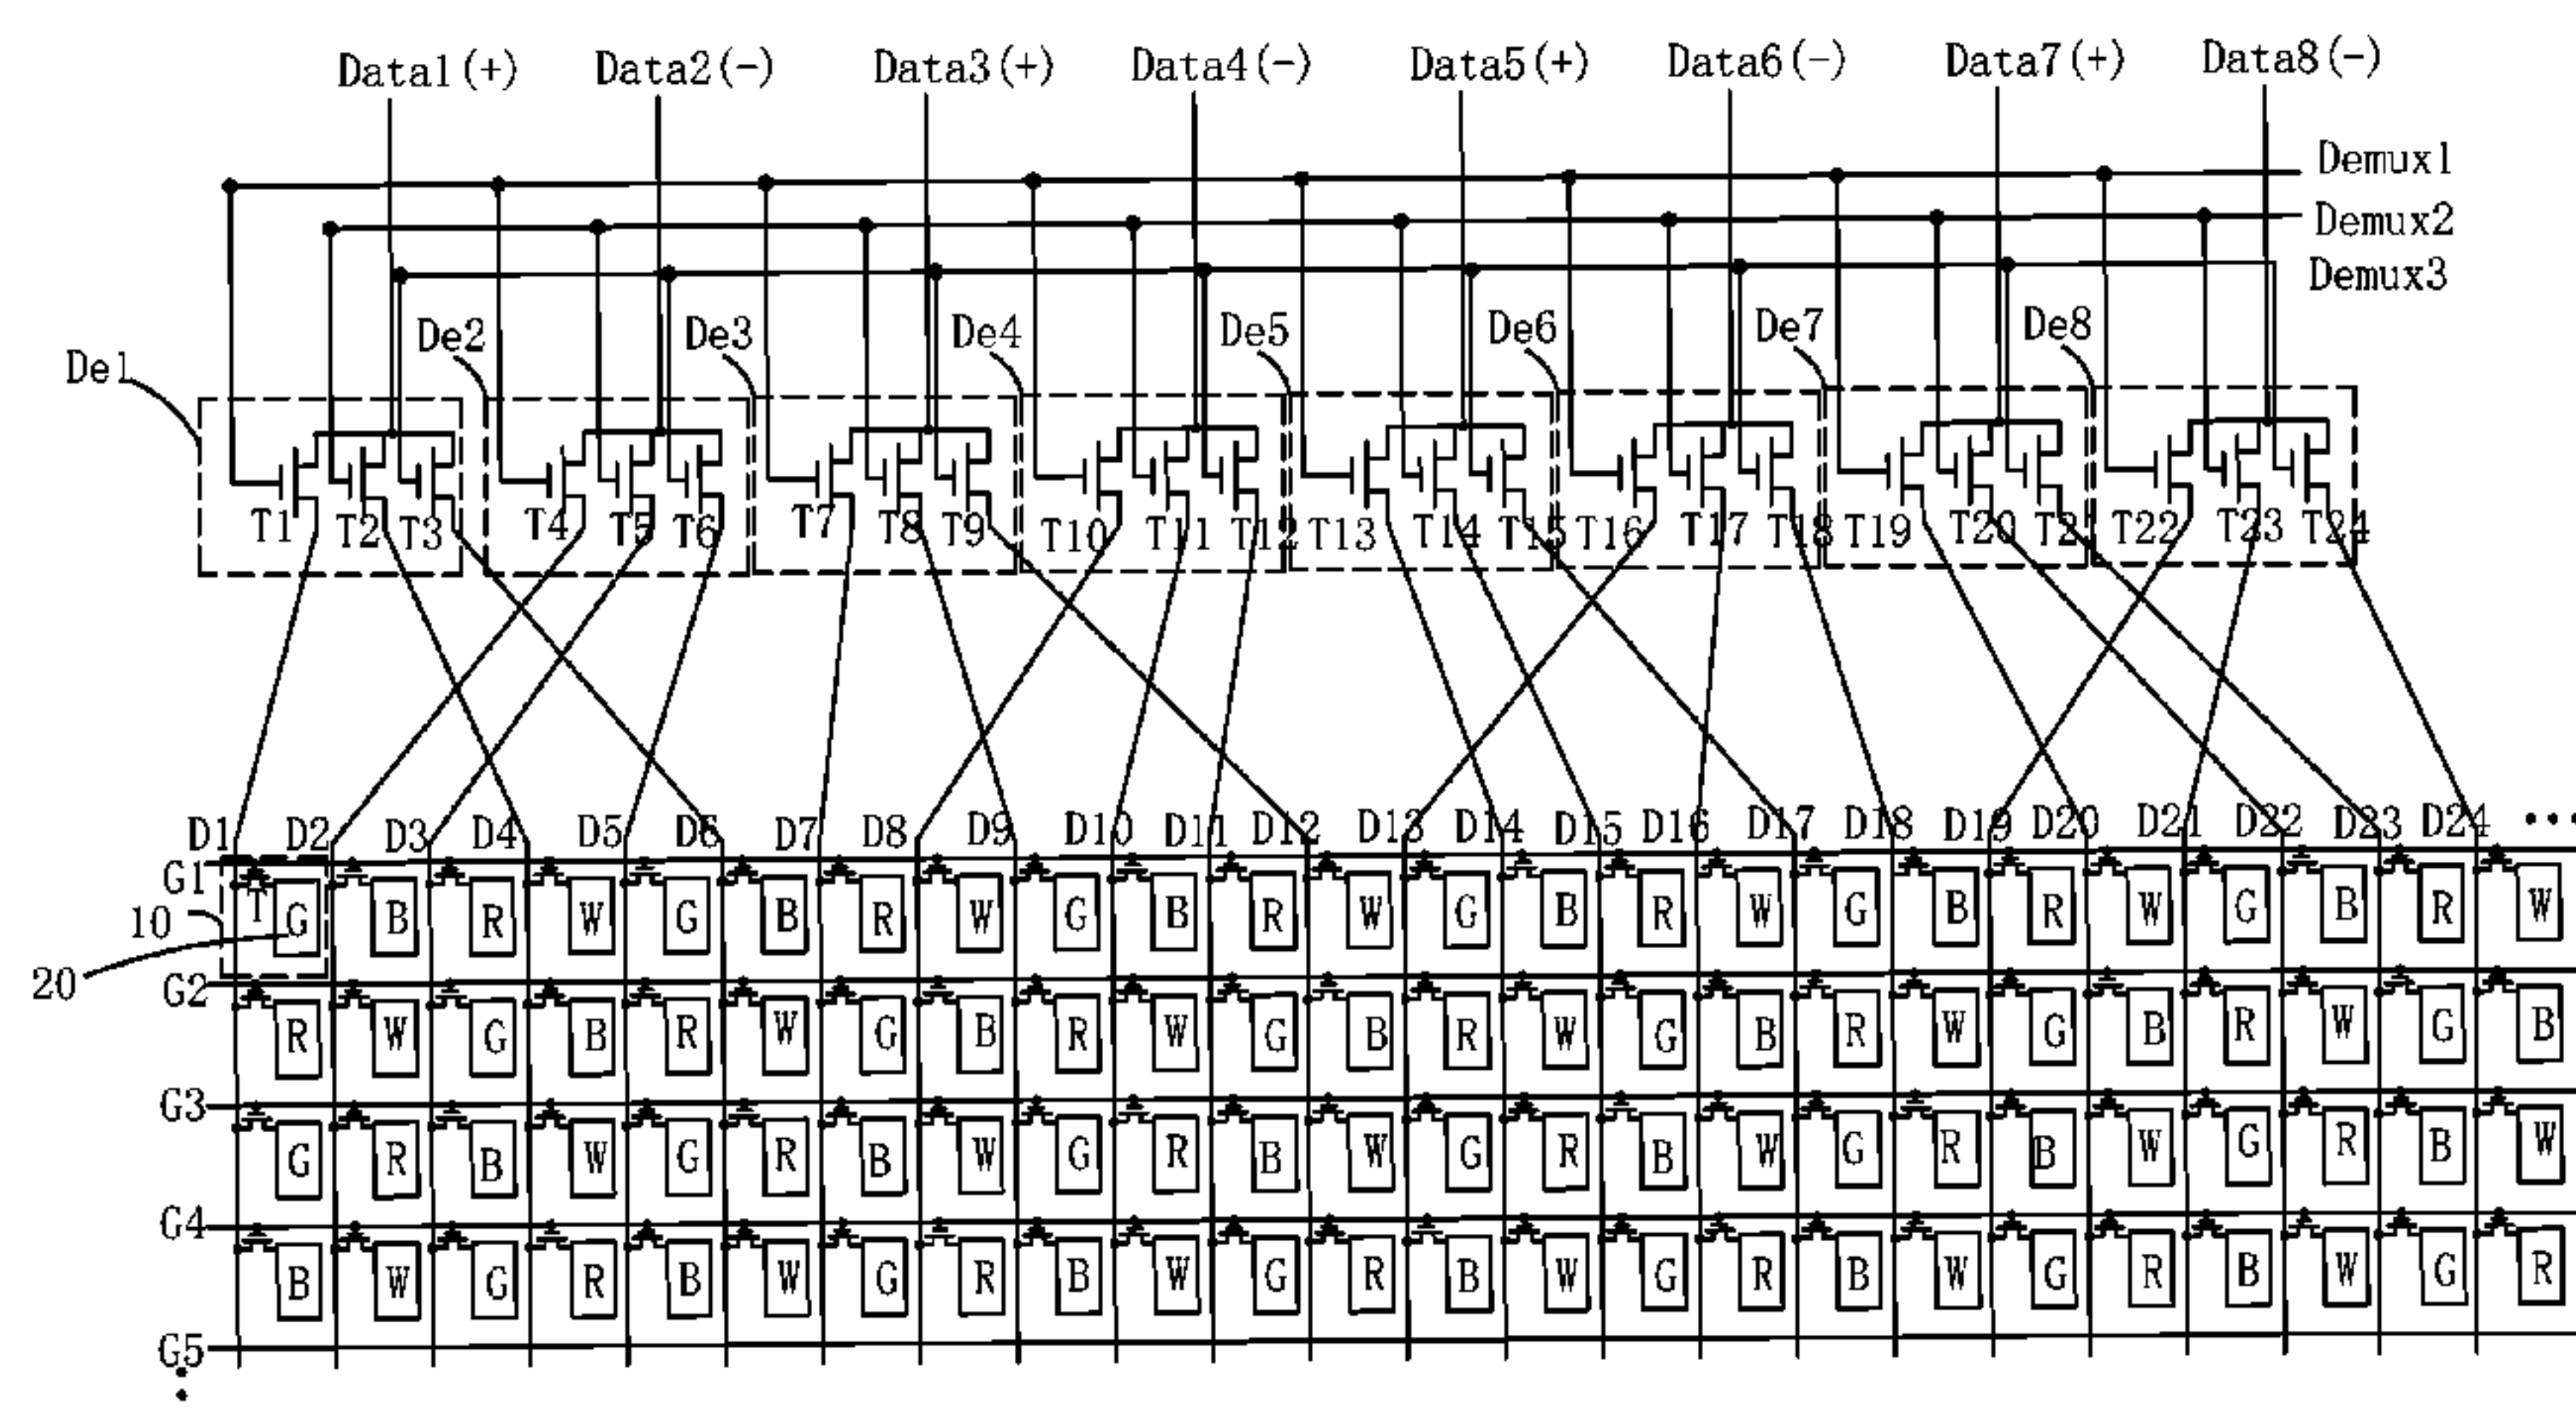 Data1(+) Data2(-) Data3(+) Data4(-) Data5(+) Data6(-) Data7(+) Data8(-)
Demux1
Demux2
Demux3
De1 De2 De3 De4 De5 De6 De7 De8
T1 T2 T3 T4 T5 T6 T7 T8 T9 T10 T11 T12 T13 T14 T15 T16 T17 T18 T19 T20 T2 T22 T23 T24
D1 D2 D3 D4 D5 D6 D7 D8 D9 D10 D11 D12 D13 D14 D15 D16 D17 D18 D19 D20 D21 D22 D23 D24 ...
G1 T G B R W G B R W G B R W G B R W G B R W G B R W
10
20
G2 R W G B R W G B R W G B R W G B R W G B R W G B
G3 G R B W G R B W G R B W G R B W G R B W G R B W
G4 B W G R B W G R B W G R B W G R B W G R B W G R
G5